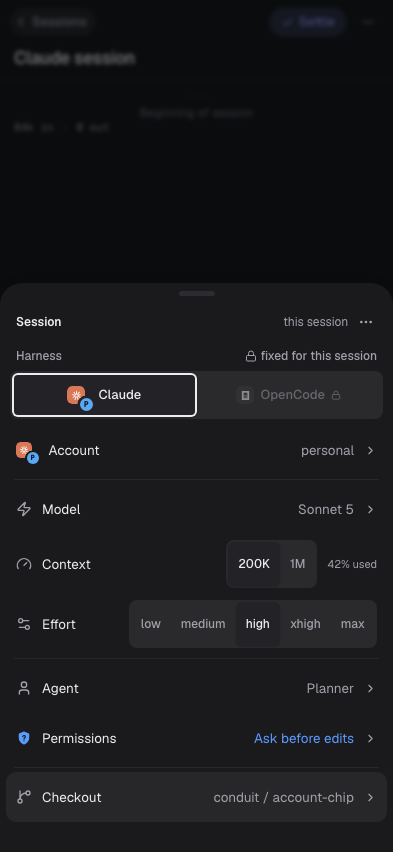 Sessions
Settle
Claude session
Beginning of session
Session this session
Harness fixed for this session
P Claude OpenCode
P Account personal
Model Sonnet 5
Context 200K 1M 42% used
Effort low medium high xhigh max
Agent Planner
? Permissions Ask before edits
Checkout conduit / account-chip